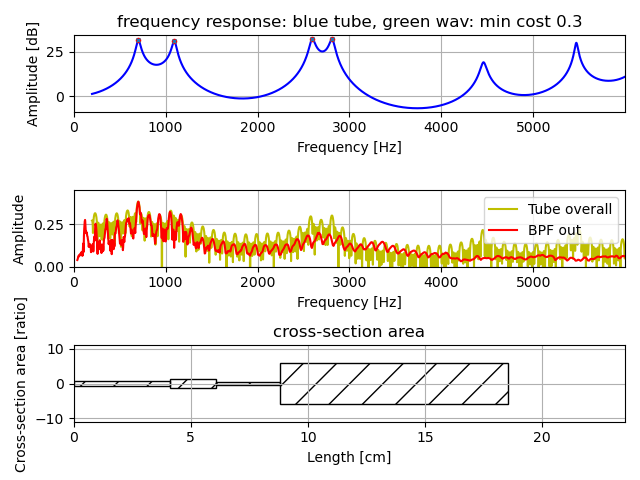 frequency response: blue tube, green wav: min cost 0.3
Amplitude [dB]
25
0
0 1000 2000 3000 4000 5000
Frequency [Hz]
Amplitude
0.25
0.00
Tube overall
BPF out
0 1000 2000 3000 4000 5000
Frequency [Hz]
cross-section area
Cross-section area [ratio]
10
0
−10
0 5 10 15 20
Length [cm]